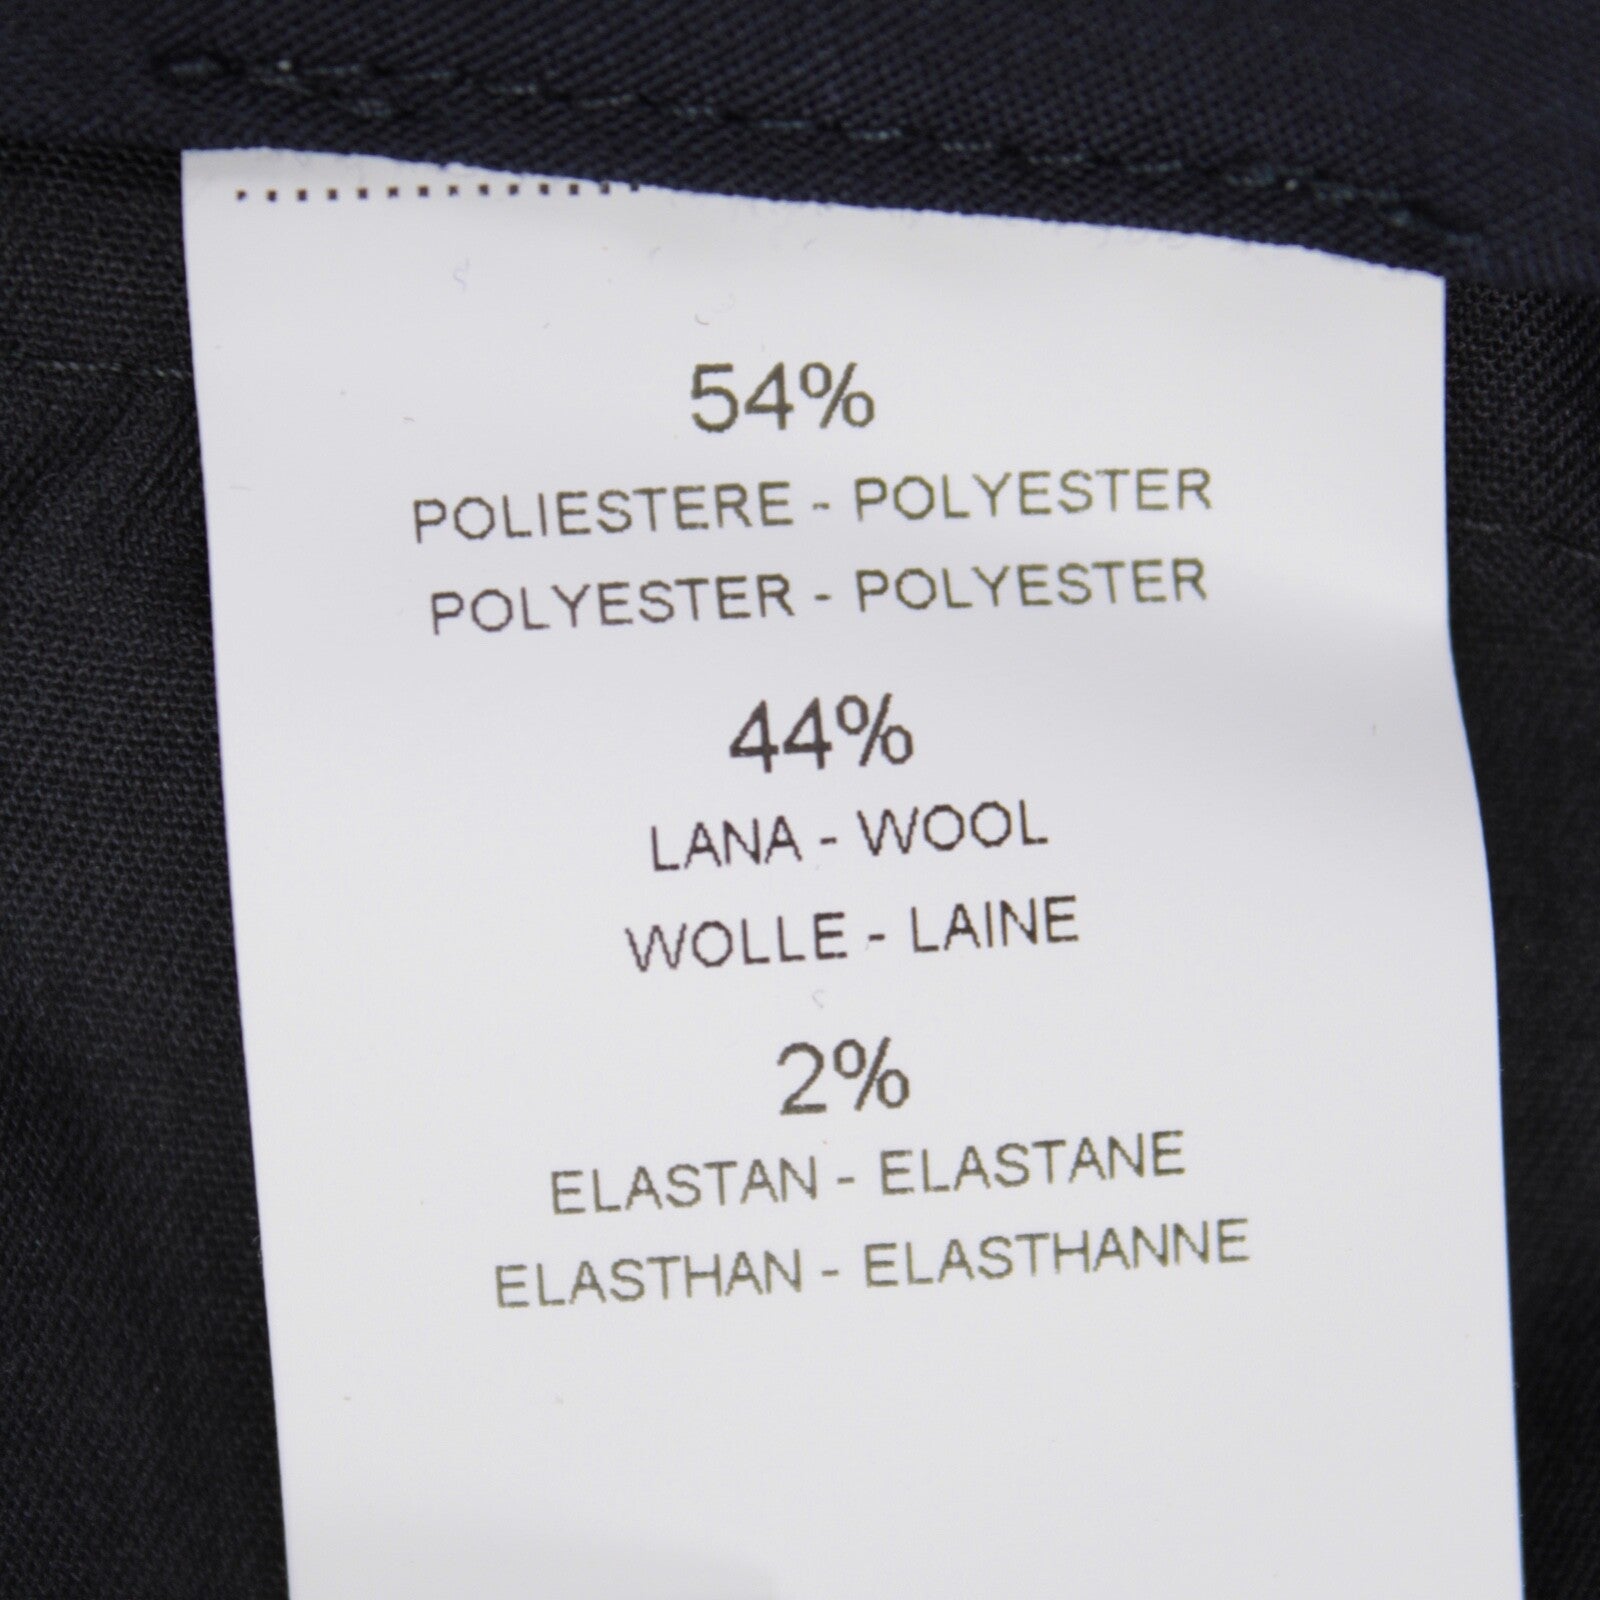 54%
POLIESTERE - POLYESTER
POLYESTER - POLYESTER
44%
LANA - WOOL
WOLLE - LAINE
2%
ELASTAN - ELASTANE
ELASTHAN - ELASTHANNE